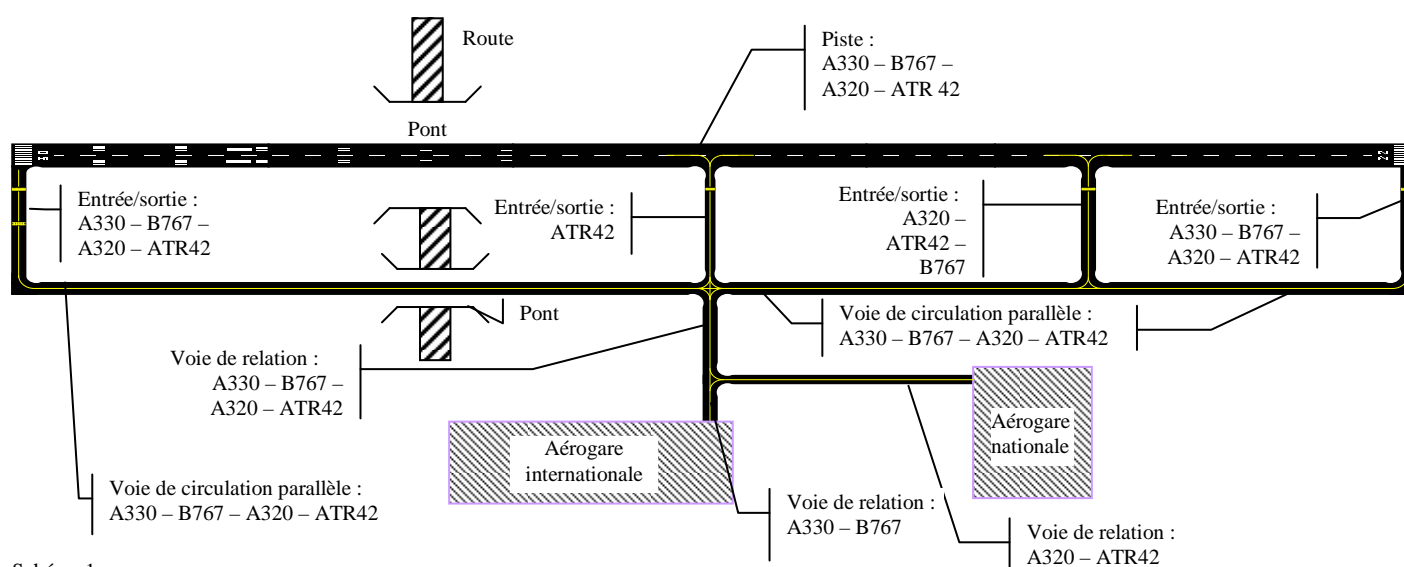 Route
Piste :
A330 – B767 –
A320 – ATR 42
Pont
Entrée/sortie :
A330 – B767 –
A320 – ATR42
Entrée/sortie :
ATR42
Entrée/sortie :
A320 –
ATR42 –
B767
Entrée/sortie :
A330 – B767 –
A320 – ATR42
Pont
Voie de circulation parallèle :
A330 – B767 – A320 – ATR42
Voie de relation :
A330 – B767 –
A320 – ATR42
Aérogare
nationale
Aérogare
internationale
Voie de circulation parallèle :
A330 – B767 – A320 – ATR42
Voie de relation :
A330 – B767
Voie de relation :
A320 – ATR42